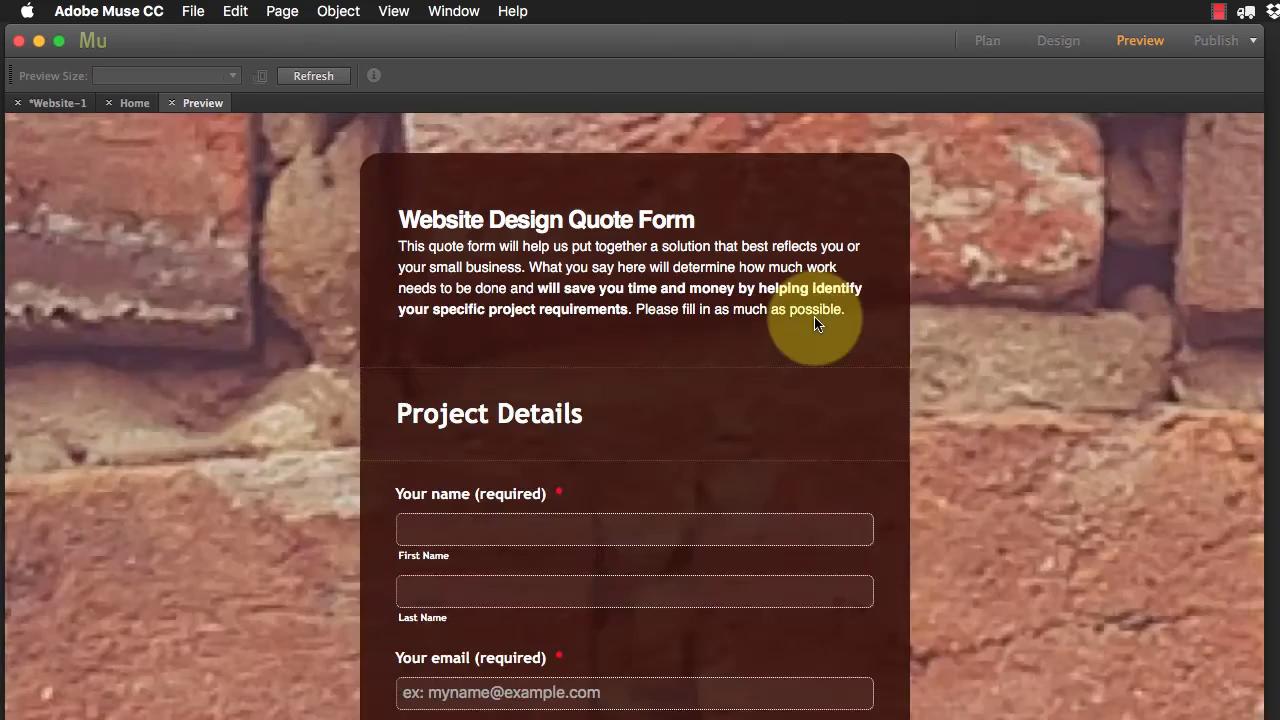 Adobe Muse CC File Edit Page Object View Window Help
Mu Plan Design Preview Publish
Preview Size: Refresh
× *Website-1 × Home × Preview
Website Design Quote Form
This quote form will help us put together a solution that best reflects you or
your small business. What you say here will determine how much work
needs to be done and will save you time and money by helping identify
your specific project requirements. Please fill in as much as possible.
Project Details
Your name (required) *
First Name
Last Name
Your email (required) *
ex: myname@example.com